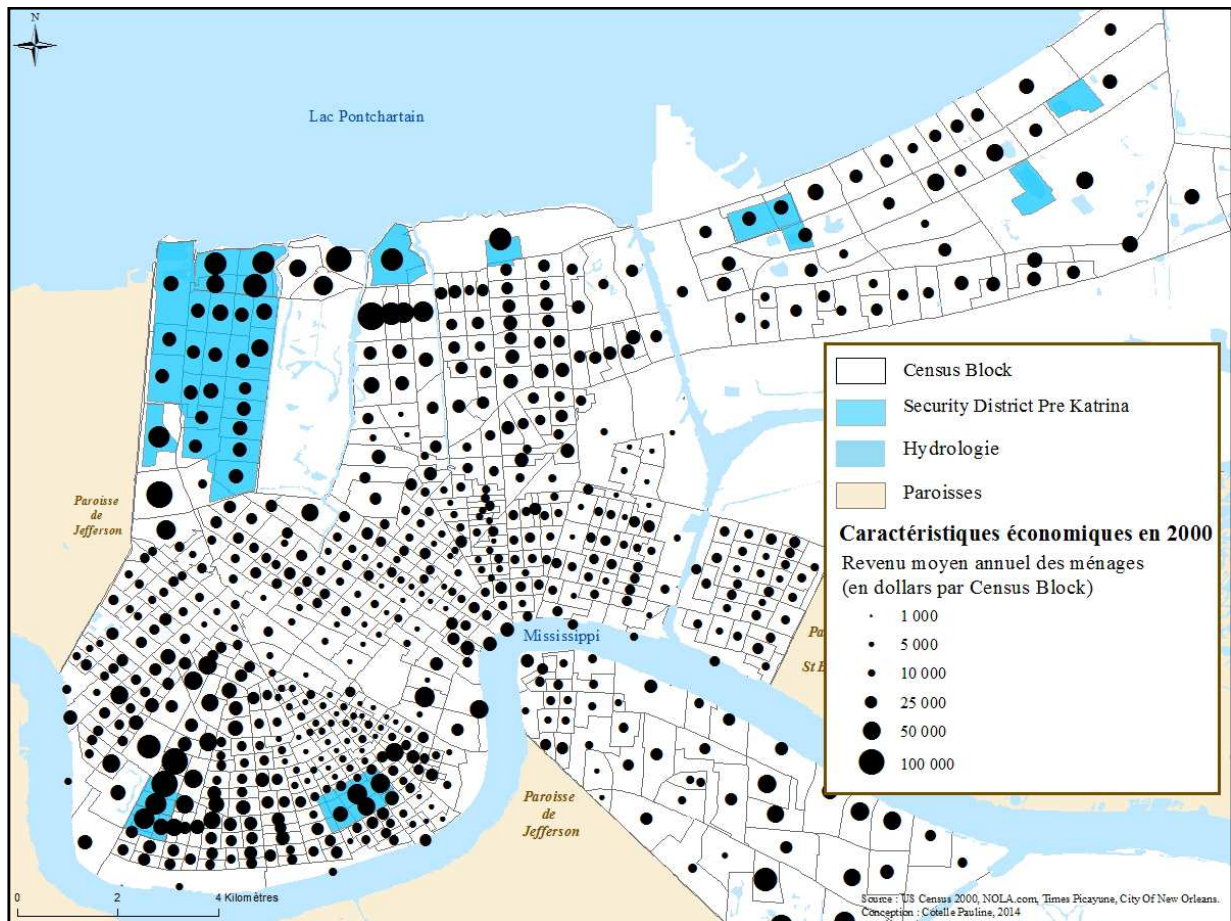 N
Lac Pontchartain
Paroisse
de
Jefferson
Mississippi
Pa
St B
Paroisse
de
Jefferson
Census Block
Security District Pre Katrina
Hydrologie
Paroisses
Caractéristiques économiques en 2000
Revenu moyen annuel des ménages
(en dollars par Census Block)
1 000
5 000
10 000
25 000
50 000
100 000
0 2 4 Kilomètres
Source : US Census 2000, NOLA.com, Times Picayune, City Of New Orleans.
Conception : Cotelle Pauline, 2014